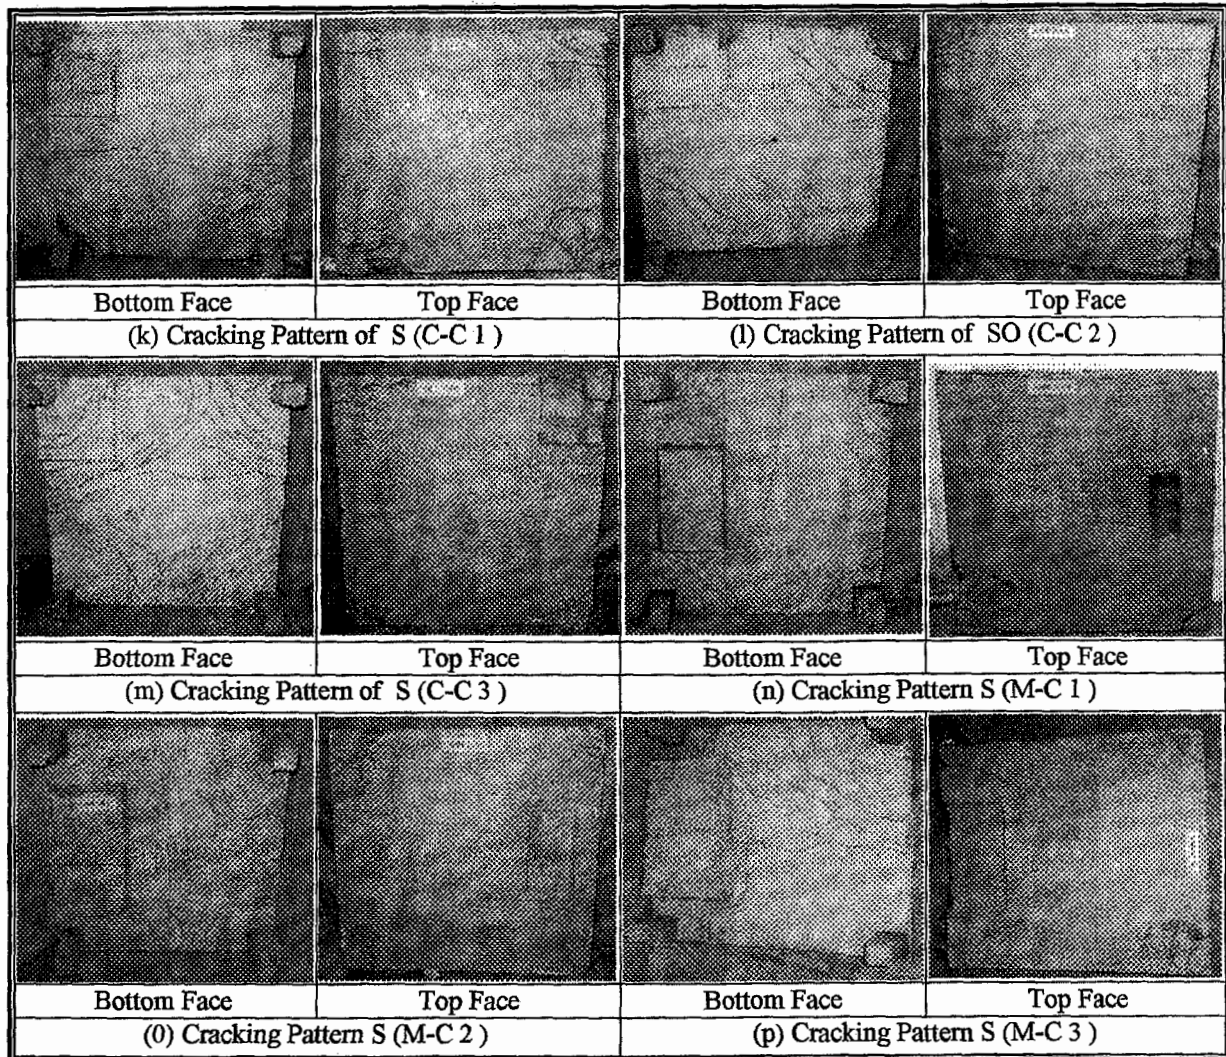 Bottom Face Top Face Bottom Face Top Face
(k) Cracking Pattern of S (C-C 1 ) (l) Cracking Pattern of SO (C-C 2 )
Bottom Face Top Face Bottom Face Top Face
(m) Cracking Pattern of S (C-C 3 ) (n) Cracking Pattern S (M-C 1 )
Bottom Face Top Face Bottom Face Top Face
(0) Cracking Pattern S (M-C 2 ) (p) Cracking Pattern S (M-C 3 )